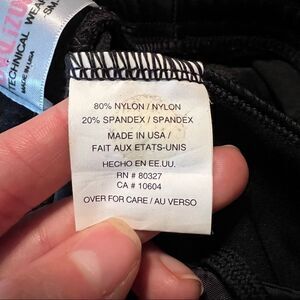 TECHNICAL WEAR
MADE IN USA
80% NYLON / NYLON
20% SPANDEX / SPANDEX
MADE IN USA /
FAIT AUX ETATS-UNIS
HECHO EN EE.UU.
RN # 80327
CA # 10604
OVER FOR CARE / AU VERSO